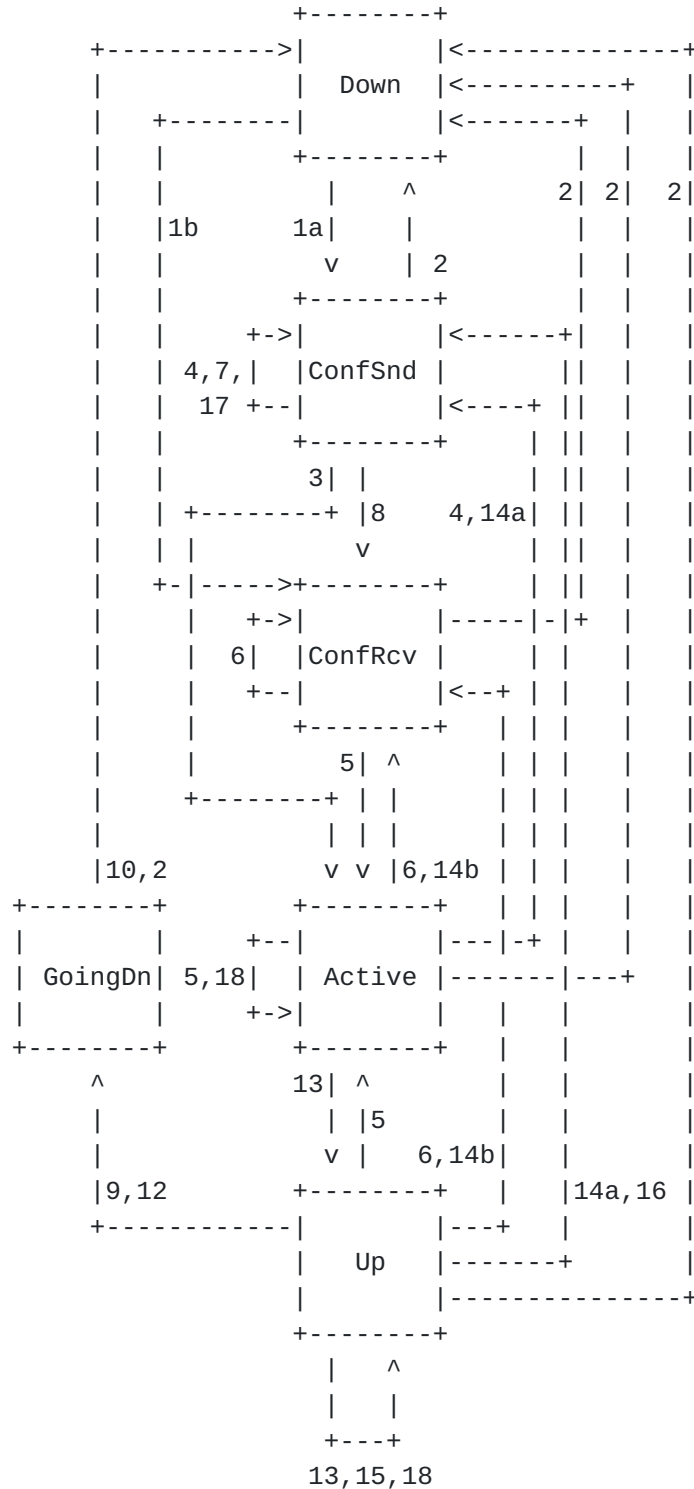 Down
2| 2| 2|
1b 1a
2
4,7, ConfSnd
17
3
8 4,14a
6 ConfRcv
5
10,2 6,14b
GoingDn 5,18 Active
13
5
6,14b
9,12 14a,16
Up
13,15,18